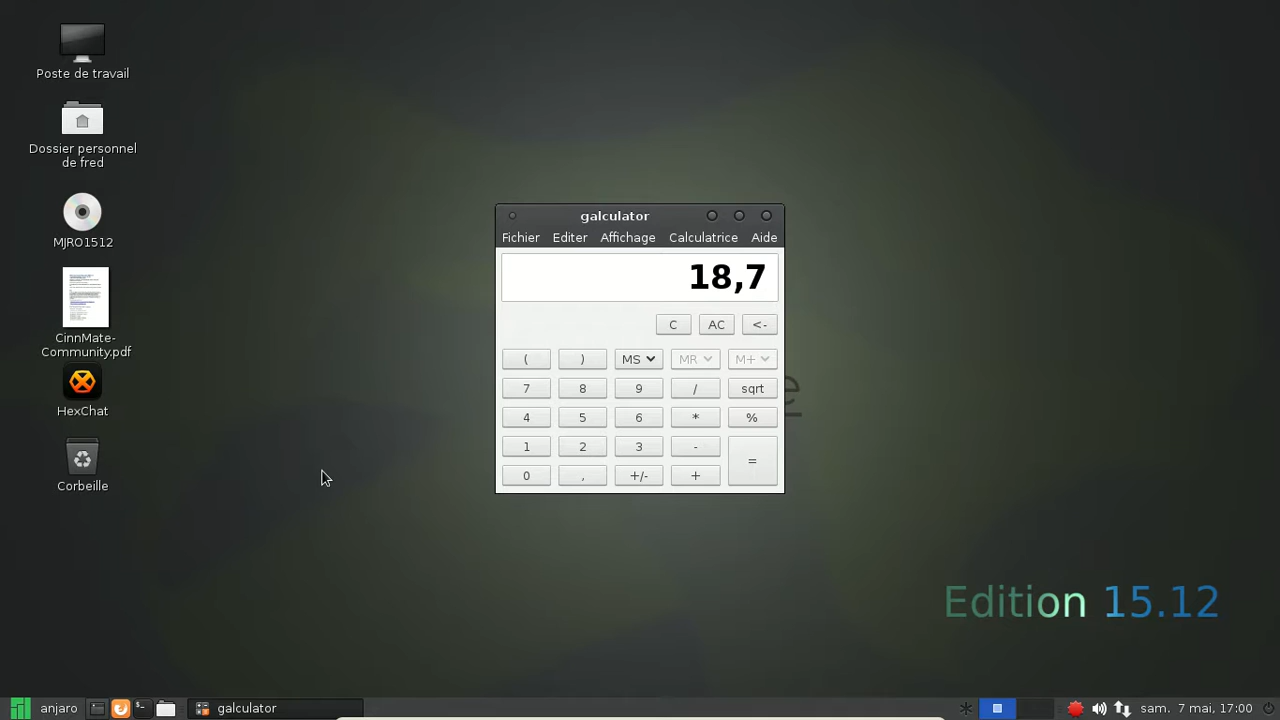 Poste de travail
Dossier personnel
de fred
MJRO1512
CinnMate-
Community.pdf
HexChat
Corbeille
galculator
Fichier Editer Affichage Calculatrice Aide
18,7
C AC <-
( ) MS MR M+
7 8 9 / sqrt
4 5 6 * %
1 2 3 - =
0 , +/- +
Edition 15.12
anjaro
galculator
sam. 7 mai, 17:00